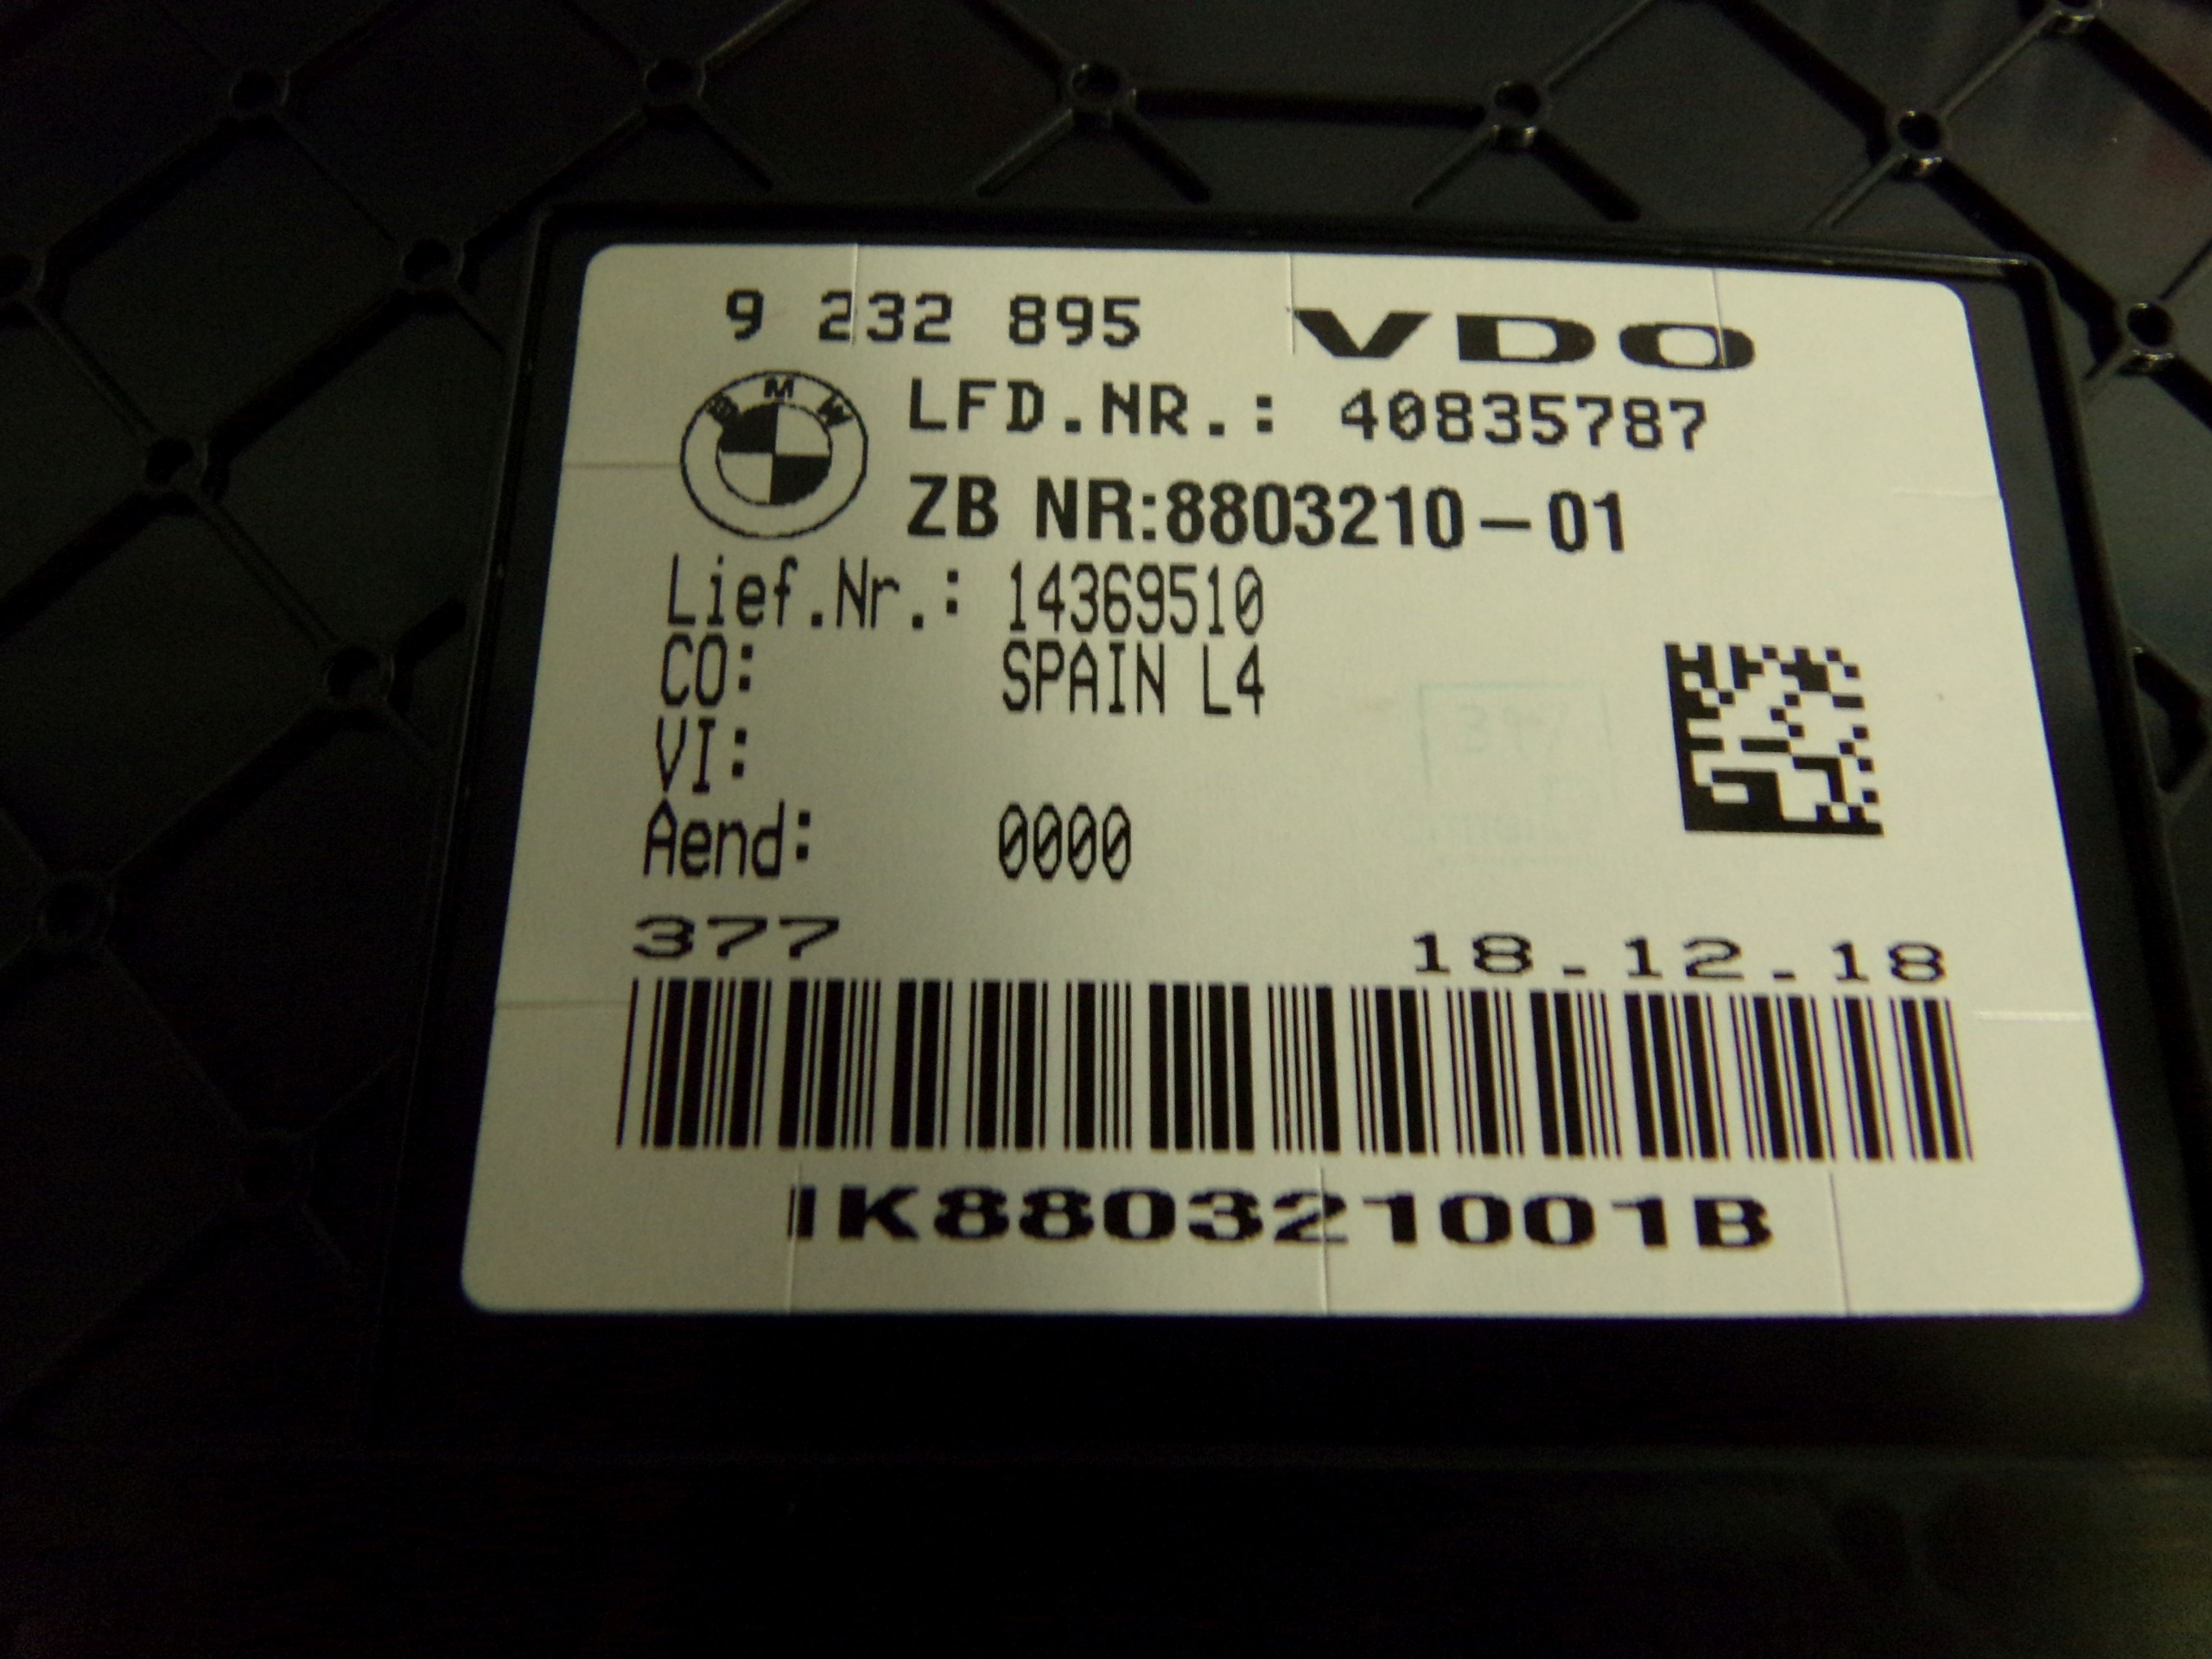 9 232 895 VDO
BMW
LFD.NR.: 40835787
ZB NR:8803210-01
Lief.Nr.: 14369510
CO: SPAIN L4
VI:
Aend: 0000
377 18.12.18
IK880321001B